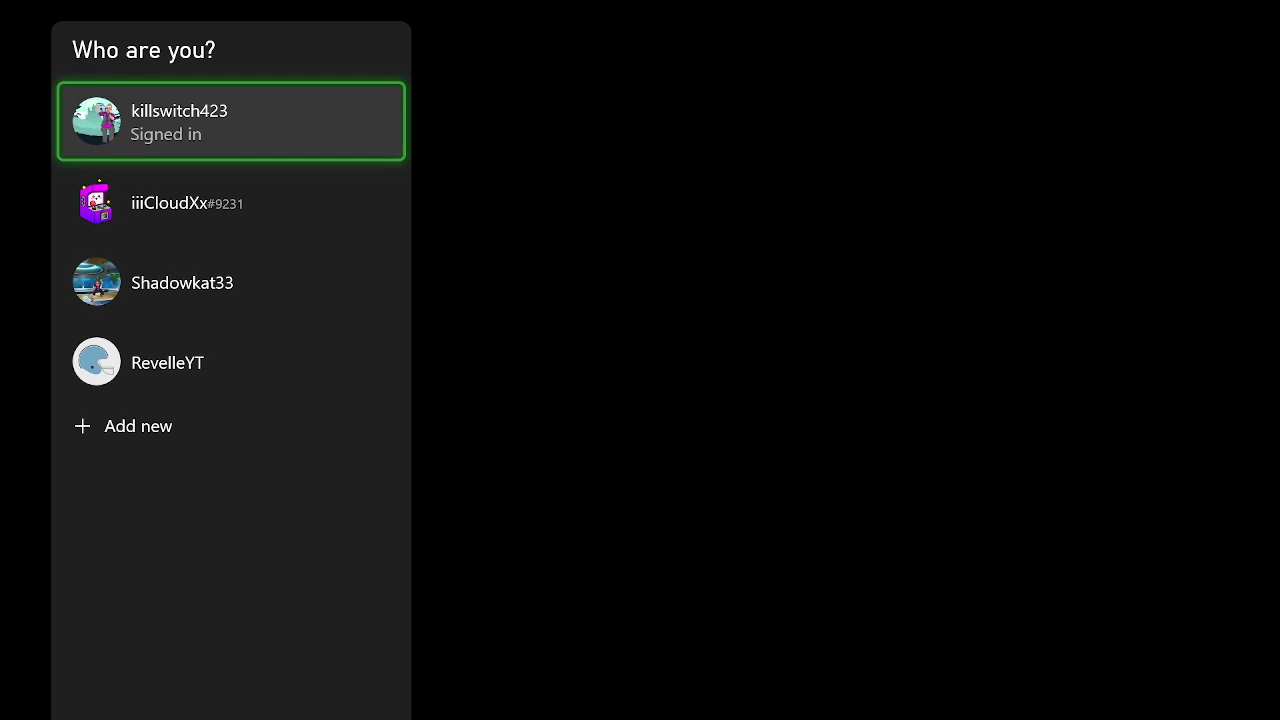 Who are you?
killswitch423
Signed in
iiiCloudXx#9231
Shadowkat33
RevelleYT
Add new